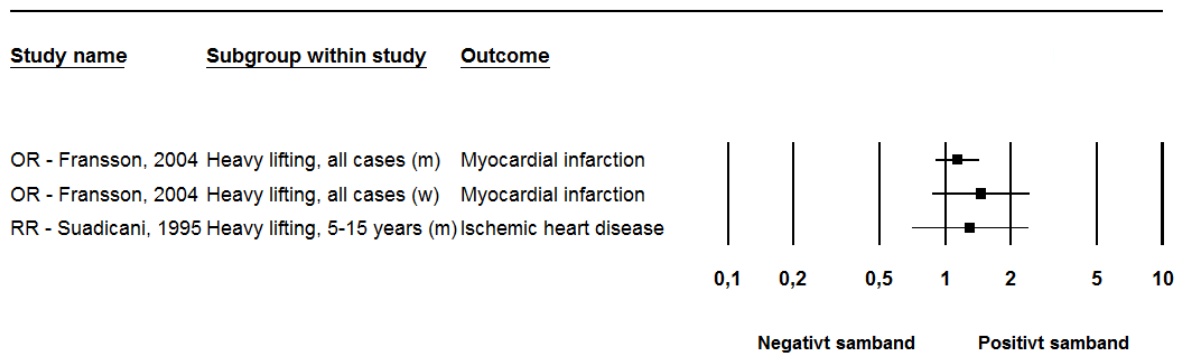 Study name Subgroup within study Outcome
OR - Fransson, 2004 Heavy lifting, all cases (m) Myocardial infarction
OR - Fransson, 2004 Heavy lifting, all cases (w) Myocardial infarction
RR - Suadicani, 1995 Heavy lifting, 5-15 years (m) Ischemic heart disease
0,1 0,2 0,5 1 2 5 10
Negativt samband Positivt samband